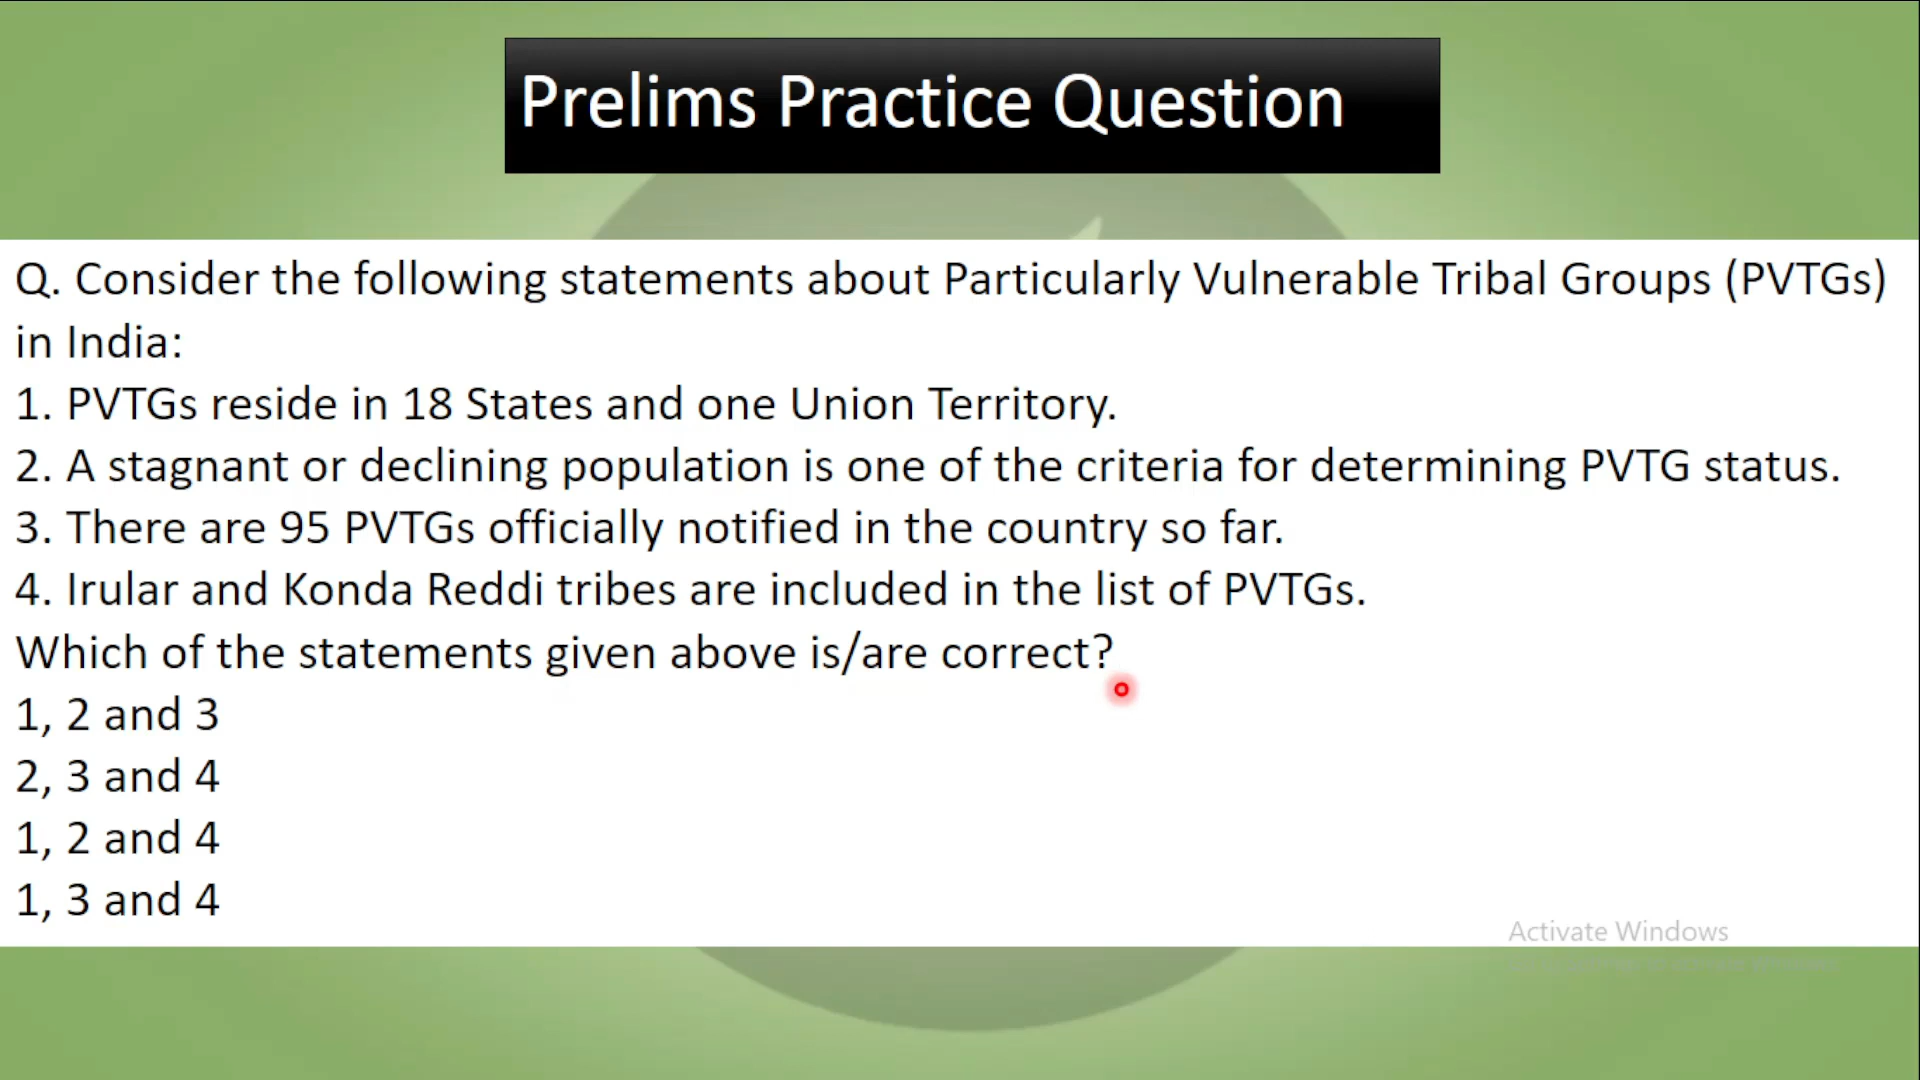 Prelims Practice Question
Q. Consider the following statements about Particularly Vulnerable Tribal Groups (PVTGs)
in India:
1. PVTGs reside in 18 States and one Union Territory.
2. A stagnant or declining population is one of the criteria for determining PVTG status.
3. There are 95 PVTGs officially notified in the country so far.
4. Irular and Konda Reddi tribes are included in the list of PVTGs.
Which of the statements given above is/are correct?
1, 2 and 3
2, 3 and 4
1, 2 and 4
1, 3 and 4
Activate Windows